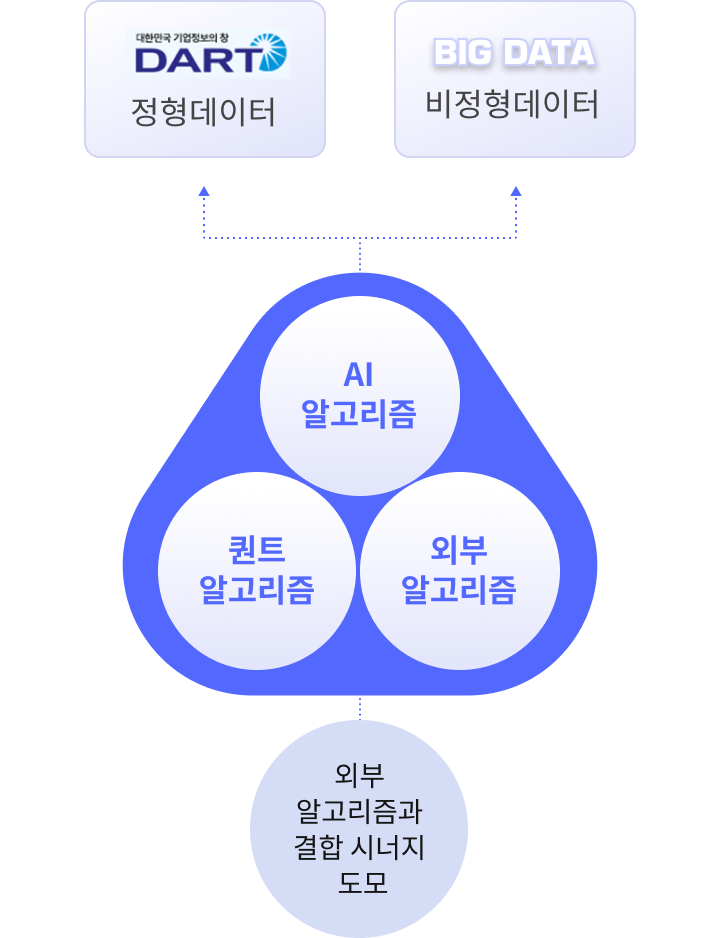 대한민국 기업정보의 창
DART
정형데이터
BIG DATA
비정형데이터
AI
알고리즘
퀀트
알고리즘
외부
알고리즘
외부
알고리즘과
결합 시너지
도모